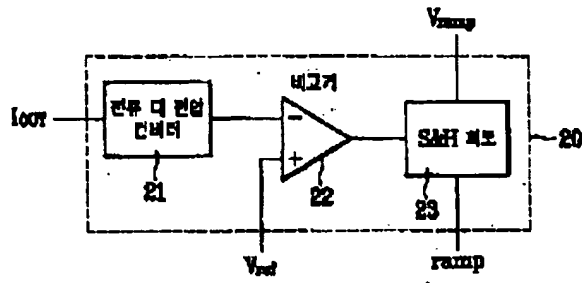 Vramp
비교기
IOUT
전류 대 전압
컨버터
21
−
+
22
S&H 회로
23
20
Vref
ramp